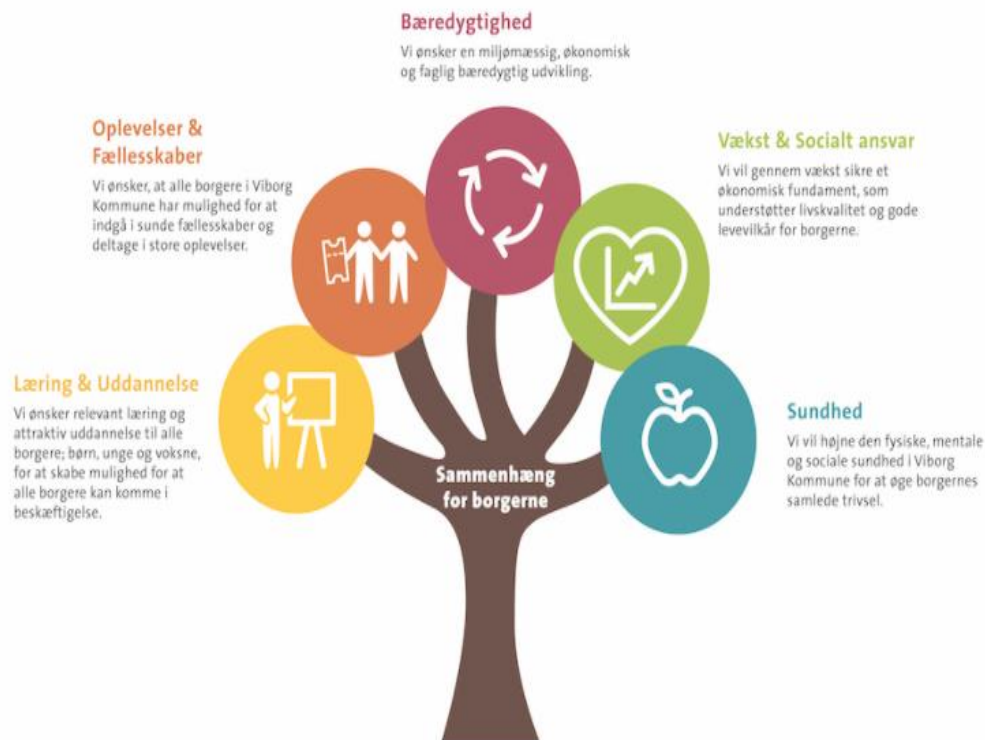 Bæredygtighed
Vi ønsker en miljømæssig, økonomisk
og faglig bæredygtig udvikling.
Oplevelser &
Fællesskaber
Vi ønsker, at alle borgere i Viborg
Kommune har mulighed for at
indgå i sunde fællesskaber og
deltage i store oplevelser.
Vækst & Socialt ansvar
Vi vil gennem vækst sikre et
økonomisk fundament, som
understøtter livskvalitet og gode
levevilkår for borgerne.
Læring & Uddannelse
Vi ønsker relevant læring og
attraktiv uddannelse til alle
borgere; børn, unge og voksne,
for at skabe mulighed for at
alle borgere kan komme i
beskæftigelse.
Sundhed
Vi vil højne den fysiske, mentale
og sociale sundhed i Viborg
Kommune for at øge borgernes
samlede trivsel.
Sammenhæng
for borgerne